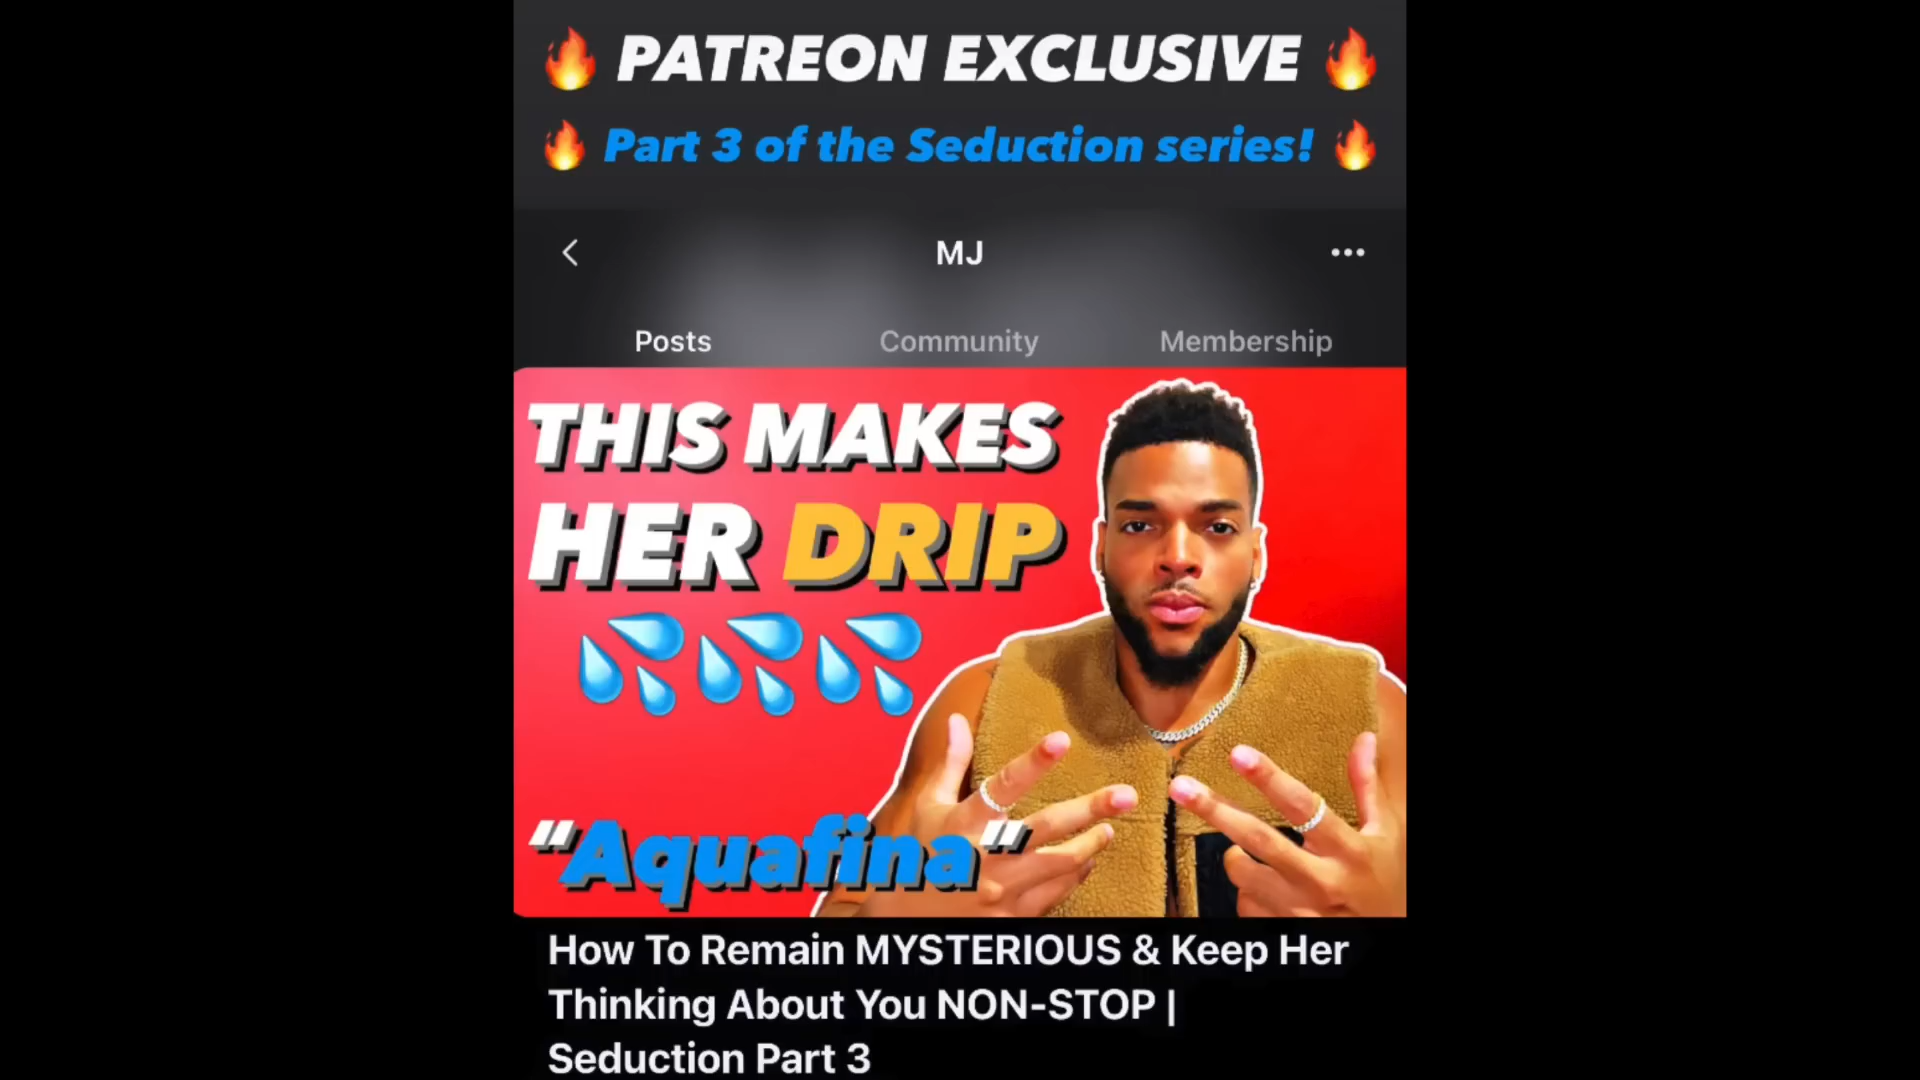 PATREON EXCLUSIVE
Part 3 of the Seduction series!
MJ
Posts Community Membership
THIS MAKES
HER DRIP
"Aquafina"
How To Remain MYSTERIOUS & Keep Her
Thinking About You NON-STOP |
Seduction Part 3